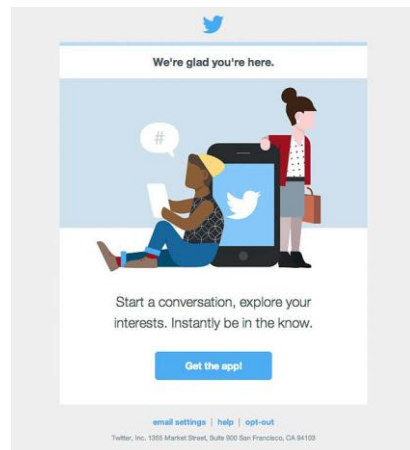 We're glad you're here.
#
Start a conversation, explore your
interests. Instantly be in the know.
Get the app!
email settings | help | opt-out
Twitter, Inc. 1355 Market Street, Suite 900 San Francisco, CA 94103